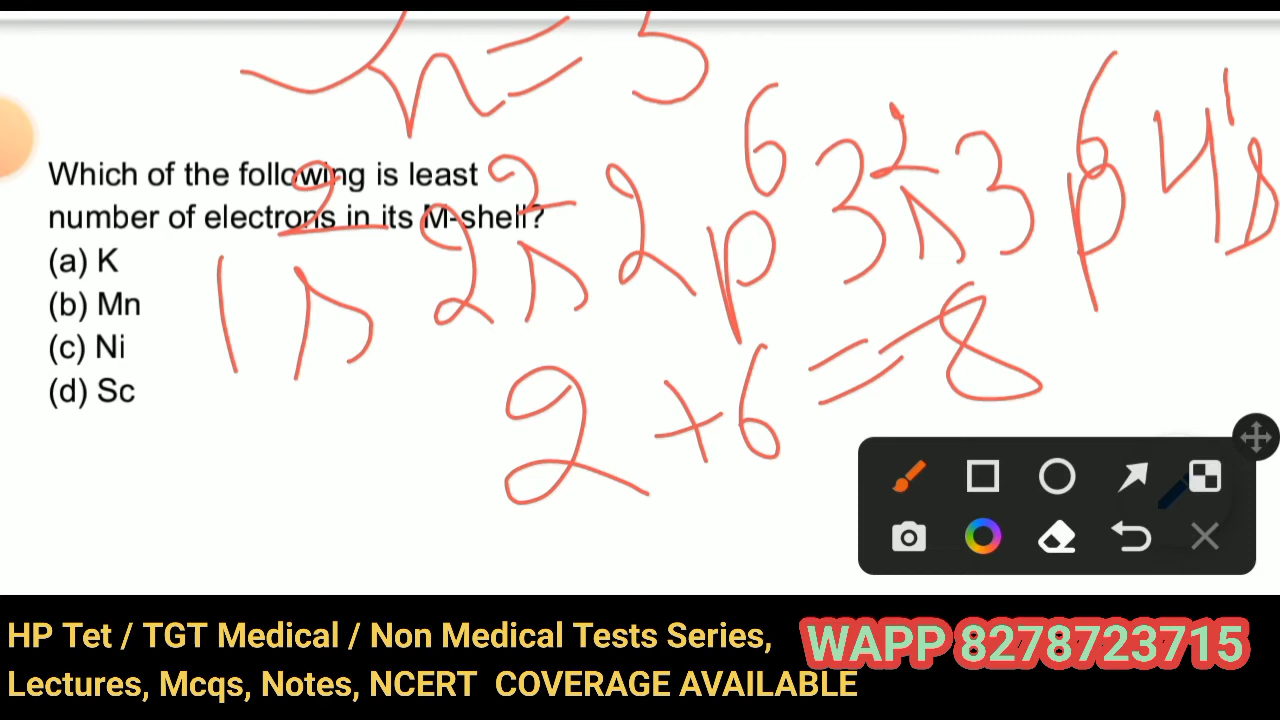 n=3
Which of the following is least
number of electrons in its M-shell?
1s² 2s² 2p⁶ 3s² 3p⁶ 4s¹
(a) K
(b) Mn
(c) Ni
(d) Sc
2+6=8
HP Tet / TGT Medical / Non Medical Tests Series,
WAPP 8278723715
Lectures, Mcqs, Notes, NCERT COVERAGE AVAILABLE